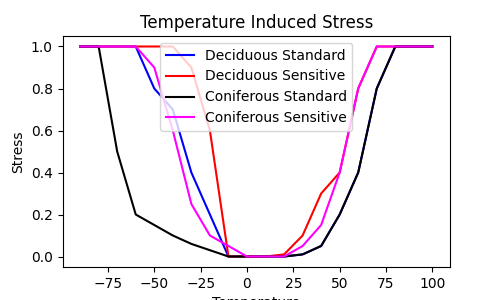 Temperature Induced Stress
Stress
1.0
0.8
0.6
0.4
0.2
0.0
Deciduous Standard
Deciduous Sensitive
Coniferous Standard
Coniferous Sensitive
−75 −50 −25 0 25 50 75 100
Temperature